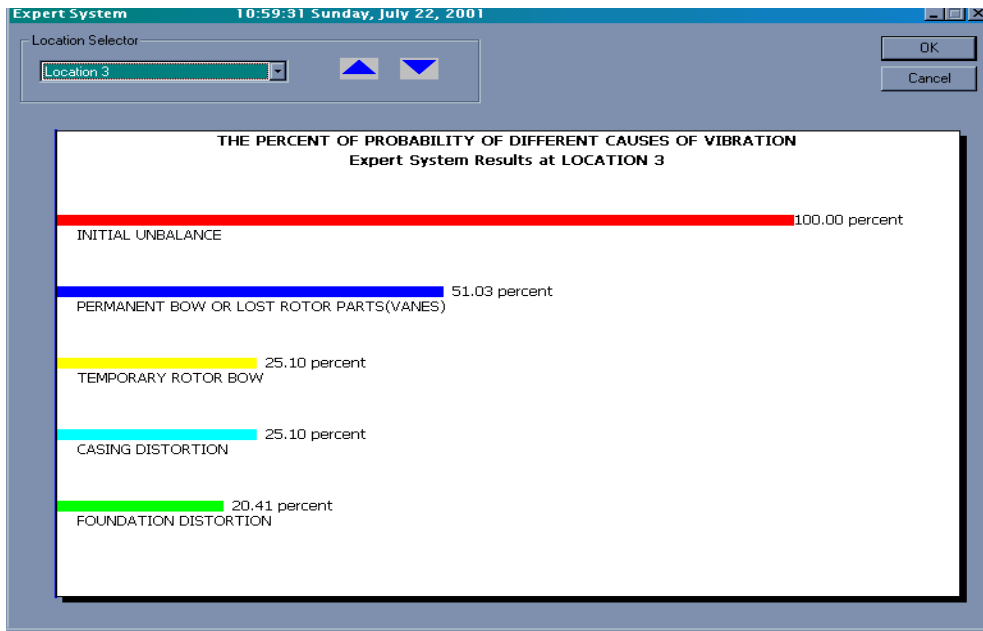 Expert System 10:59:31 Sunday, July 22, 2001
Location Selector
Location 3
OK
Cancel
THE PERCENT OF PROBABILITY OF DIFFERENT CAUSES OF VIBRATION
Expert System Results at LOCATION 3
100.00 percent
INITIAL UNBALANCE
51.03 percent
PERMANENT BOW OR LOST ROTOR PARTS(VANES)
25.10 percent
TEMPORARY ROTOR BOW
25.10 percent
CASING DISTORTION
20.41 percent
FOUNDATION DISTORTION